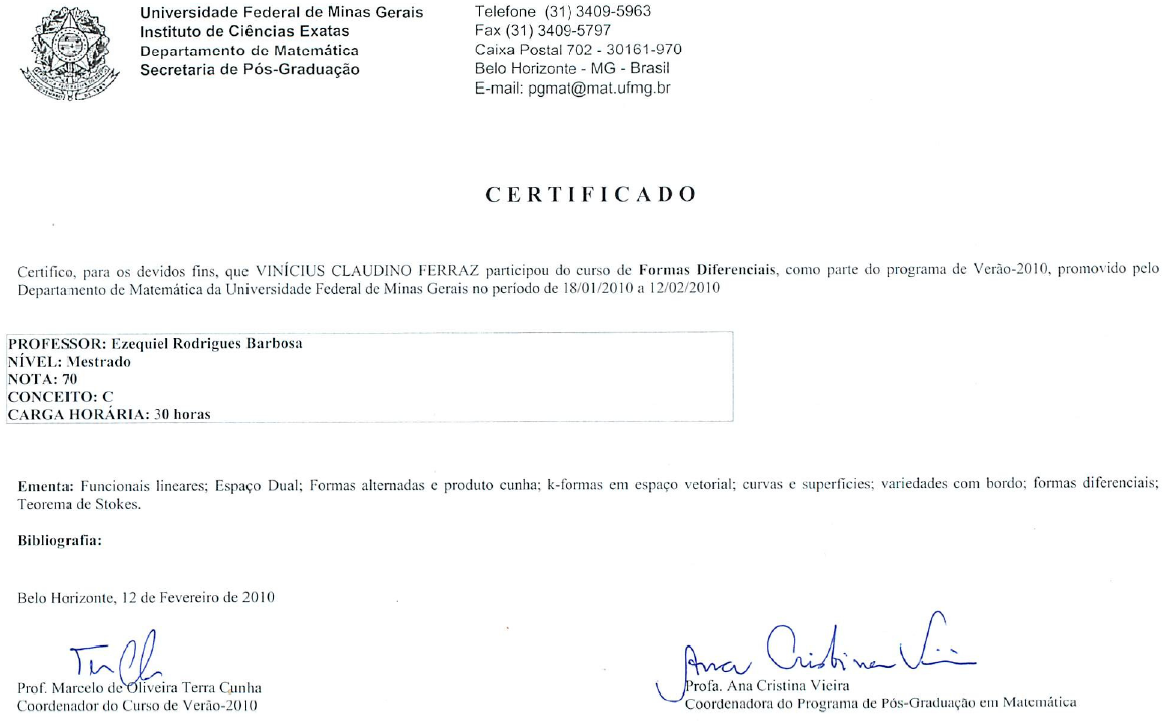 Universidade Federal de Minas Gerais
Instituto de Ciências Exatas
Departamento de Matemática
Secretaria de Pós-Graduação
Telefone (31) 3409-5963
Fax (31) 3409-5797
Caixa Postal 702 - 30161-970
Belo Horizonte - MG - Brasil
E-mail: pgmat@mat.ufmg.br
CERTIFICADO
Certifico, para os devidos fins, que VINÍCIUS CLAUDINO FERRAZ participou do curso de Formas Diferenciais, como parte do programa de Verão-2010, promovido pelo
Departamento de Matemática da Universidade Federal de Minas Gerais no período de 18/01/2010 a 12/02/2010
PROFESSOR: Ezequiel Rodrigues Barbosa
NÍVEL: Mestrado
NOTA: 70
CONCEITO: C
CARGA HORÁRIA: 30 horas
Ementa: Funcionais lineares; Espaço Dual; Formas alternadas e produto cunha; k-formas em espaço vetorial; curvas e superfícies; variedades com bordo; formas diferenciais;
Teorema de Stokes.
Bibliografia:
Belo Horizonte, 12 de Fevereiro de 2010
Ana Cristina Vieira
Prof. Marcelo de Oliveira Terra Cunha
Coordenador do Curso de Verão-2010
Profa. Ana Cristina Vieira
Coordenadora do Programa de Pós-Graduação em Matemática